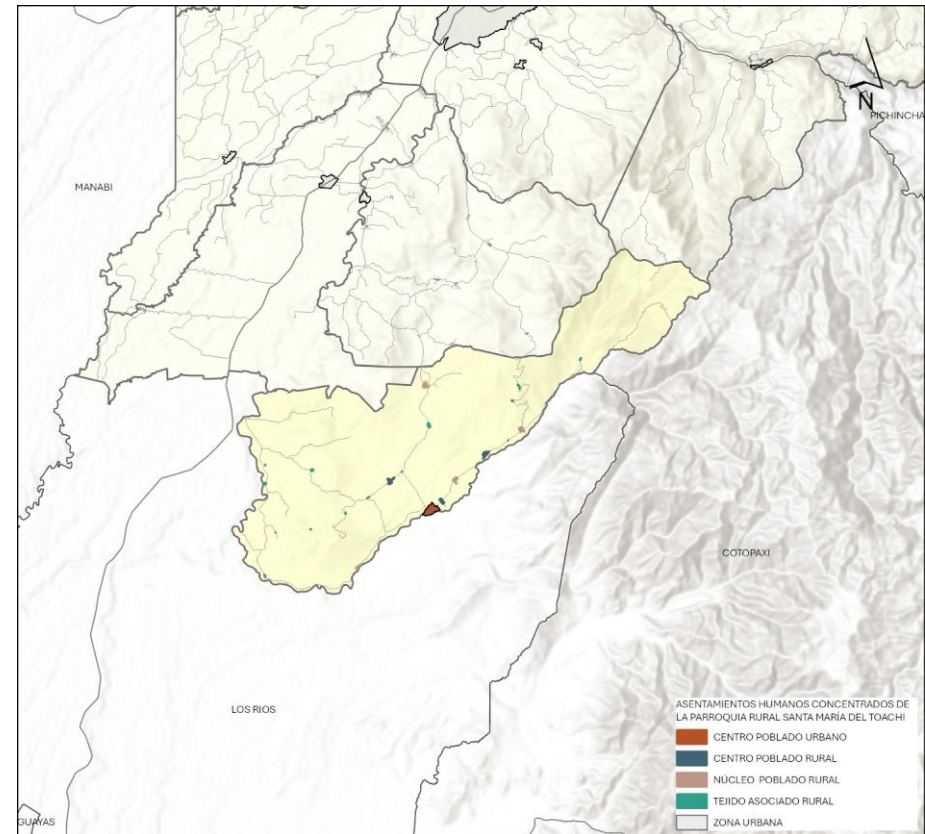 N
PICHINCHA
MANABI
COTOPAXI
LOS RIOS
GUAYAS
ASENTAMIENTOS HUMANOS CONCENTRADOS DE
LA PARROQUIA RURAL SANTA MARÍA DEL TOACHI
CENTRO POBLADO URBANO
CENTRO POBLADO RURAL
NÚCLEO POBLADO RURAL
TEJIDO ASOCIADO RURAL
ZONA URBANA